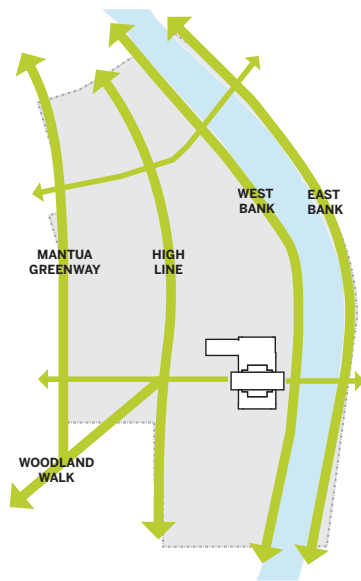 WEST
BANK
EAST
BANK
MANTUA
GREENWAY
HIGH
LINE
WOODLAND
WALK